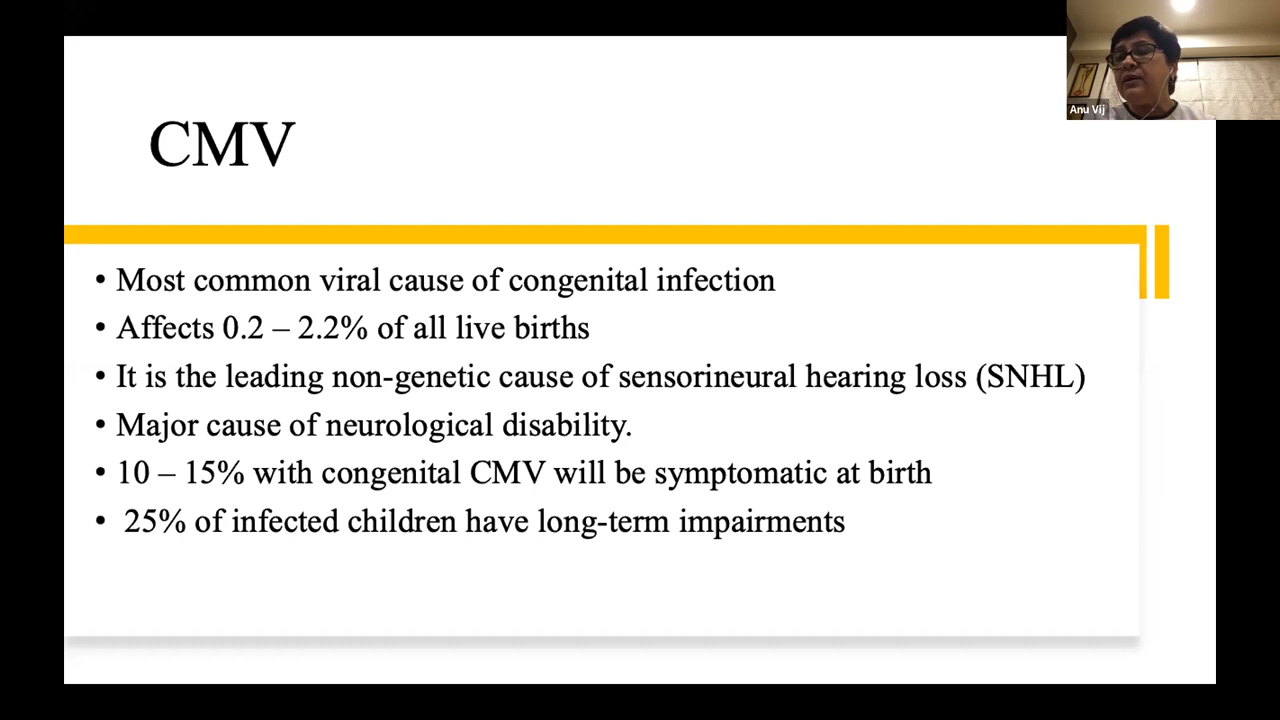 Anu Vij
CMV
• Most common viral cause of congenital infection
• Affects 0.2 – 2.2% of all live births
• It is the leading non-genetic cause of sensorineural hearing loss (SNHL)
• Major cause of neurological disability.
• 10 – 15% with congenital CMV will be symptomatic at birth
• 25% of infected children have long-term impairments